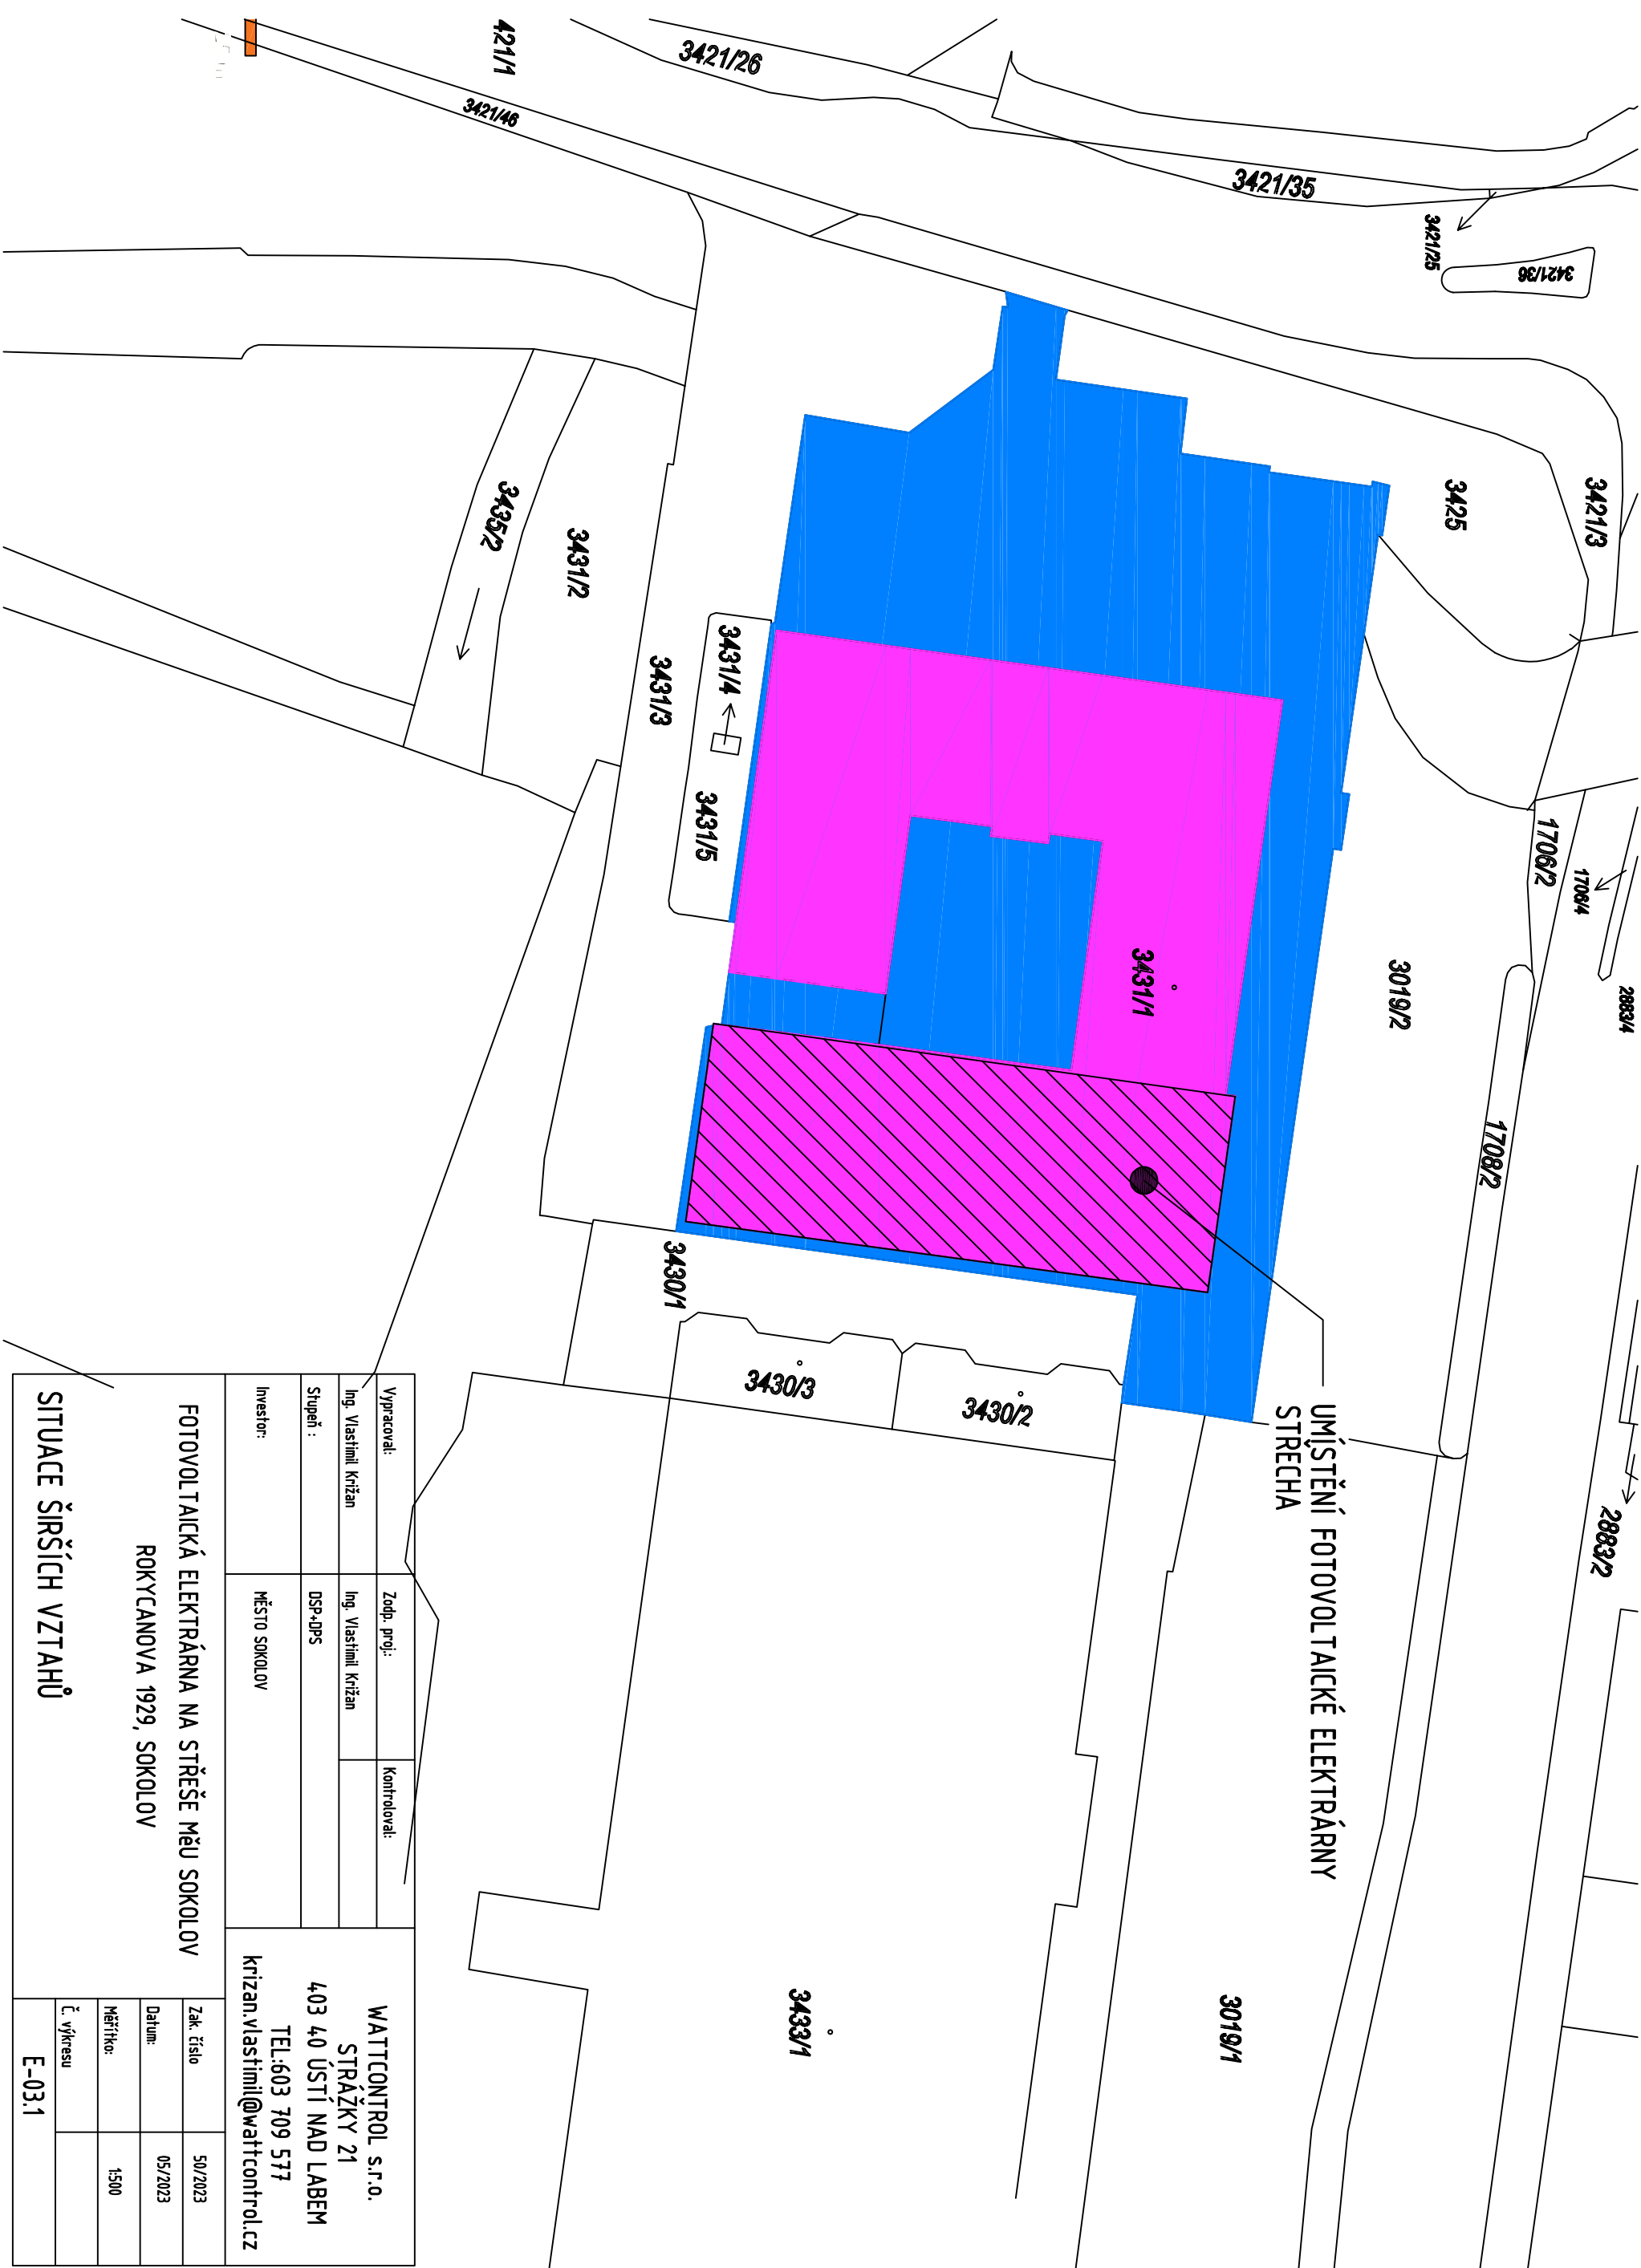 421/1
3421/46
3421/26
3421/35
3421/25
3421/36
3421/3
3425
3435/2
3431/2
3431/3
3431/4
3431/5
3431/1
3019/2
1706/2
1706/4
2883/4
1708/2
2883/2
3430/1
3430/3
3430/2
3433/1
3019/1
UMÍSTĚNÍ FOTOVOLTAICKÉ ELEKTRÁRNY
STŘECHA
Vypracoval:
Zodp. proj.:
Kontroloval:
Ing. Vlastimil Križan
Ing. Vlastimil Križan
Stupeň :
DSP+DPS
Investor:
MĚSTO SOKOLOV
WATTCONTROL s.r.o.
STRÁŽKY 21
403 40 ÚSTÍ NAD LABEM
TEL:603 709 577
krizan.vlastimil@wattcontrol.cz
FOTOVOLTAICKÁ ELEKTRÁRNA NA STŘEŠE MěÚ SOKOLOV
ROKYCANOVA 1929, SOKOLOV
Zak. číslo
50/2023
Datum:
05/2023
Měřítko:
1:500
SITUACE ŠIRŠÍCH VZTAHŮ
Č. výkresu
E-03.1